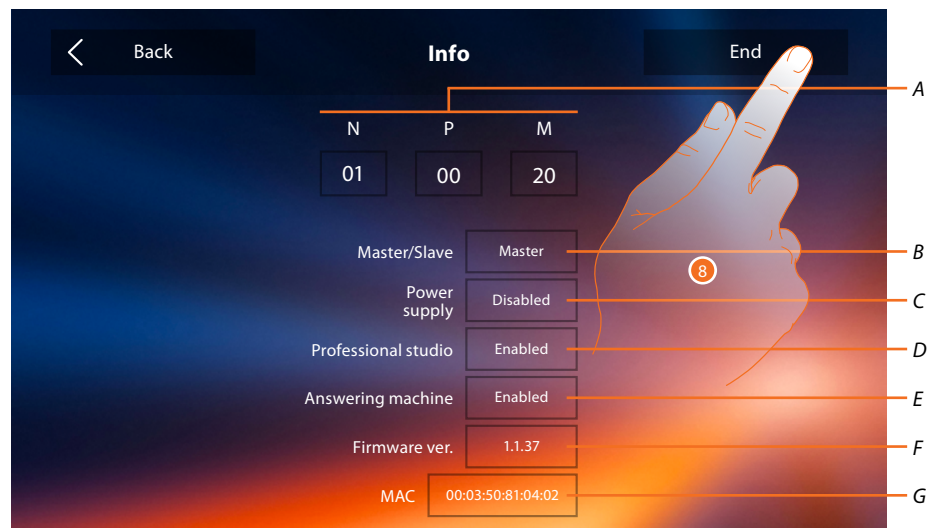 Back Info End
A
N P M
01 00 20
Master/Slave Master B
8
Power supply Disabled C
Professional studio Enabled D
Answering machine Enabled E
Firmware ver. 1.1.37 F
MAC 00:03:50:81:04:02 G